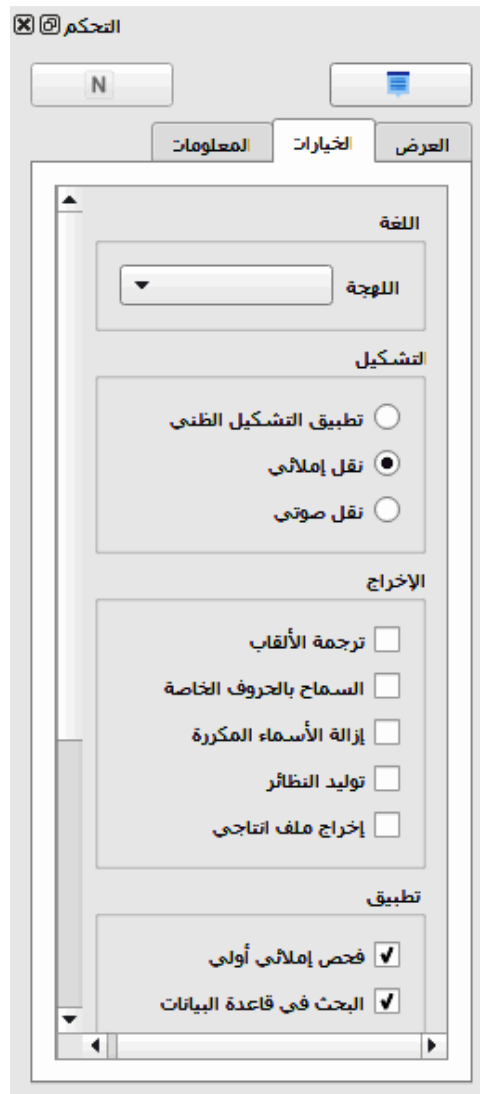 التحكم
N
العرض
الخيارات
المعلومات
اللغة
اللهجة
التشكيل
تطبيق التشكيل الظني
نقل إملائي
نقل صوتي
الإخراج
ترجمة الألقاب
السماح بالحروف الخاصة
إزالة الأسماء المكررة
توليد النظائر
إخراج ملف انتاجي
تطبيق
فحص إملائي أولي
البحث في قاعدة البيانات